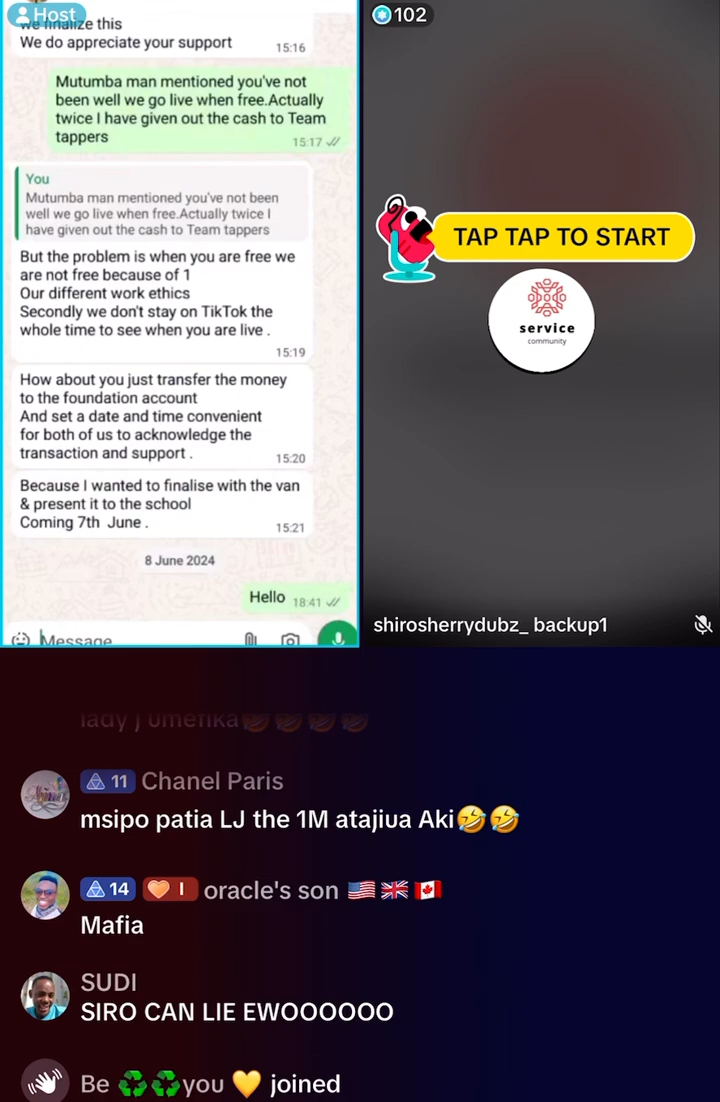 Host
we finalize this
We do appreciate your support
15:16
Mutumba man mentioned you've not
been well we go live when free.Actually
twice I have given out the cash to Team
tappers
15:17
You
Mutumba man mentioned you've not been
well we go live when free.Actually twice I
have given out the cash to Team tappers
But the problem is when you are free we
are not free because of 1
Our different work ethics
Secondly we don't stay on TikTok the
whole time to see when you are live .
15:19
How about you just transfer the money
to the foundation account
And set a date and time convenient
for both of us to acknowledge the
transaction and support .
15:20
Because I wanted to finalise with the van
& present it to the school
Coming 7th June .
15:21
8 June 2024
Hello
18:41
Message
102
TAP TAP TO START
service
community
shirosherrydubz_ backup1
lady j umefika🤣🤣🤣🤣
11 Chanel Paris
msipo patia LJ the 1M atajiua Aki🤣🤣
14 I oracle's son 🇺🇸🇬🇧🇨🇦
Mafia
SUDI
SIRO CAN LIE EWOOOOOO
Be ♻️♻️you 💛 joined